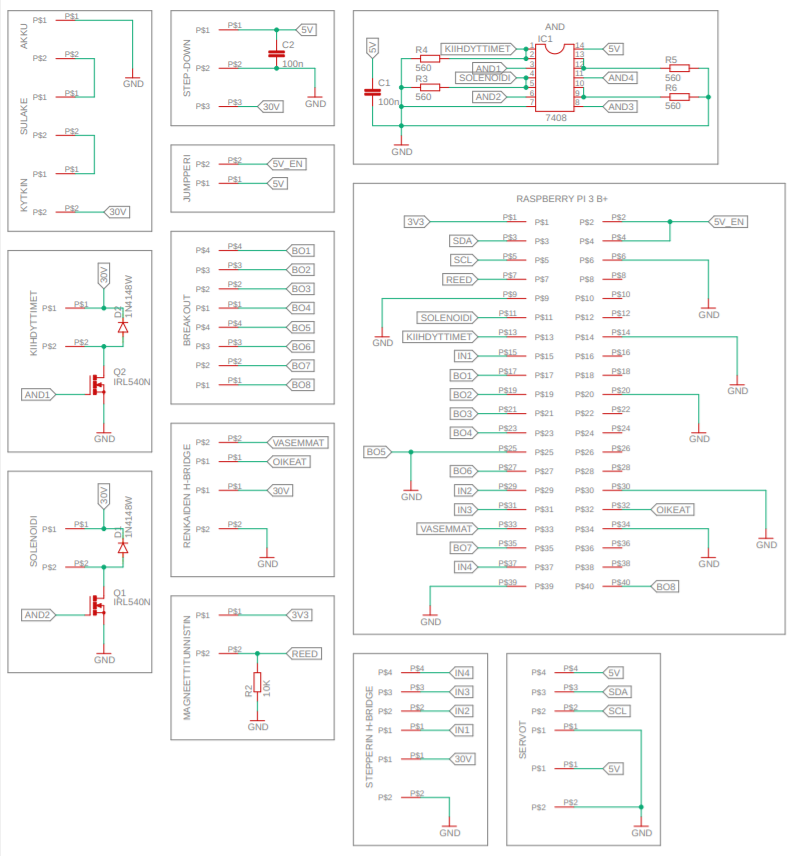 AKKU
P$1 P$1
GND
P$2 P$2
SULAKE
P$1 P$1
P$2 P$2
KYTKIN
P$1 P$1
P$2 P$2 30V
STEP-DOWN
P$1 P$1 5V
C2
100n
P$2 P$2
GND
P$3 P$3 30V
AND
IC1
7408
5V
C1
100n
KIIHDYTTIMET 1
2
AND1 3
SOLENOIDI 4
5
AND2 6
7
14 5V
13
12
11 AND4
10
9
8 AND3
R4
560
R3
560
R5
560
R6
560
GND
JUMPPERI
P$2 P$2 5V_EN
P$1 P$1 5V
BREAKOUT
P$4 P$4 BO1
P$3 P$3 BO2
P$2 P$2 BO3
P$1 P$1 BO4
P$4 P$4 BO5
P$3 P$3 BO6
P$2 P$2 BO7
P$1 P$1 BO8
KIIHDYTTIMET
30V
P$1 P$1
D2
1N4148W
P$2 P$2
Q2
IRL540N
AND1
GND
SOLENOIDI
30V
P$1 P$1
D1
1N4148W
P$2 P$2
Q1
IRL540N
AND2
GND
RENKAIDEN H-BRIDGE
P$2 P$2 VASEMMAT
P$1 P$1 OIKEAT
P$1 P$1 30V
P$2 P$2
GND
MAGNEETTITUNNISTIN
P$1 P$1 3V3
P$2 P$2 REED
R2
10K
GND
RASPBERRY PI 3 B+
3V3 P$1 P$1 P$2 P$2 5V_EN
SDA P$3 P$3 P$4 P$4
SCL P$5 P$5 P$6 P$6
REED P$7 P$7 P$8 P$8
P$9 P$9 P$10 P$10
GND
SOLENOIDI P$11 P$11 P$12 P$12
GND
KIIHDYTTIMET P$13 P$13 P$14 P$14
IN1 P$15 P$15 P$16 P$16
BO1 P$17 P$17 P$18 P$18
GND
BO2 P$19 P$19 P$20 P$20
BO3 P$21 P$21 P$22 P$22
BO4 P$23 P$23 P$24 P$24
GND
BO5 P$25 P$25 P$26 P$26
BO6 P$27 P$27 P$28 P$28
IN2 P$29 P$29 P$30 P$30
GND
IN3 P$31 P$31 P$32 P$32 OIKEAT
VASEMMAT P$33 P$33 P$34 P$34
BO7 P$35 P$35 P$36 P$36
GND
IN4 P$37 P$37 P$38 P$38
GND
P$39 P$39 P$40 P$40 BO8
GND
STEPPERIN H-BRIDGE
P$4 P$4 IN4
P$3 P$3 IN3
P$2 P$2 IN2
P$1 P$1 IN1
P$1 P$1 30V
P$2 P$2
GND
SERVOT
P$4 P$4 5V
P$3 P$3 SDA
P$2 P$2 SCL
P$1 P$1
P$1 P$1 5V
P$2 P$2
GND